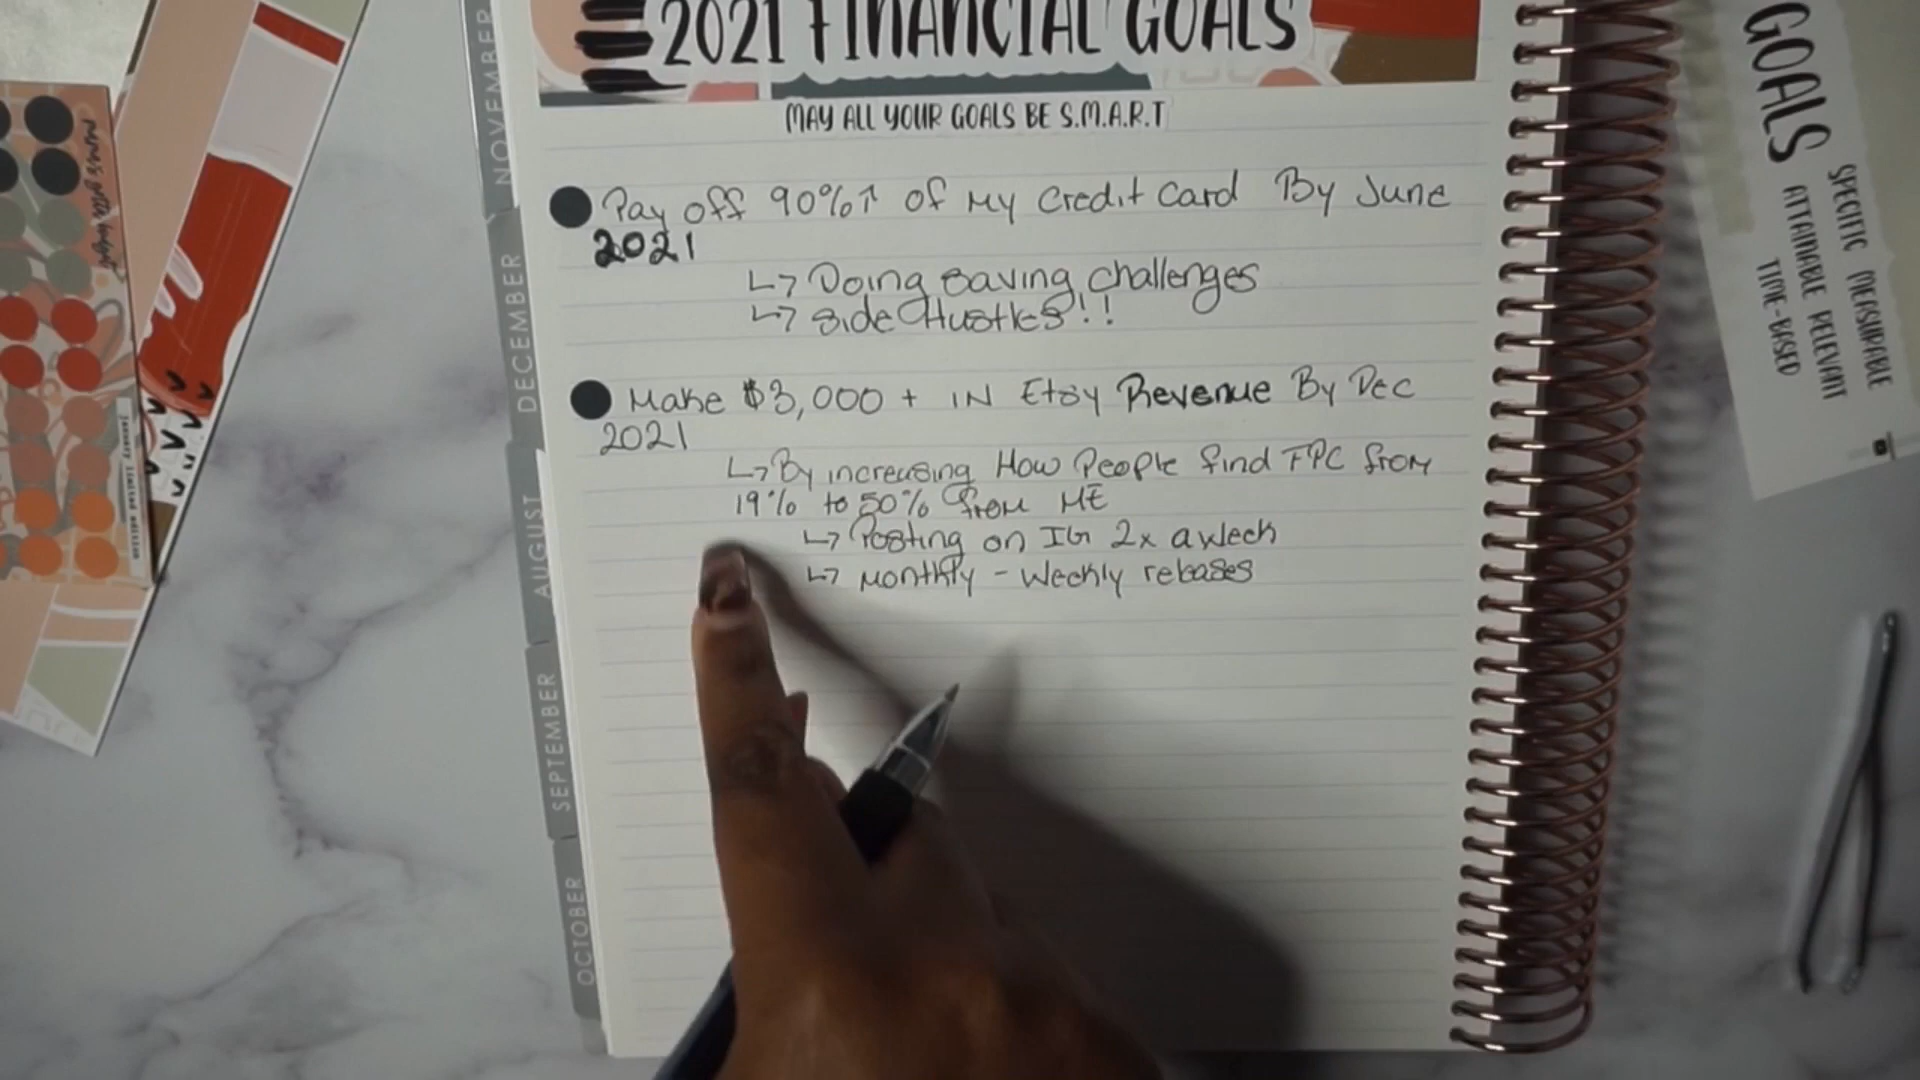 2021 FINANCIAL GOALS
MAY ALL YOUR GOALS BE S.M.A.R.T
Pay off 90%↑ of My Credit Card By June
2021
↳ Doing saving challenges
↳ Side Hustles!!
Make $3,000 + IN Etsy Revenue By Dec
2021
↳ By increasing How People find FPC from
19% to 50% from ME
↳ Posting on IG 2x a week
↳ Monthly - Weekly releases
NOVEMBER
DECEMBER
AUGUST
SEPTEMBER
OCTOBER
GOALS
SPECIFIC MEASURABLE
ATTAINABLE RELEVANT
TIME-BASED